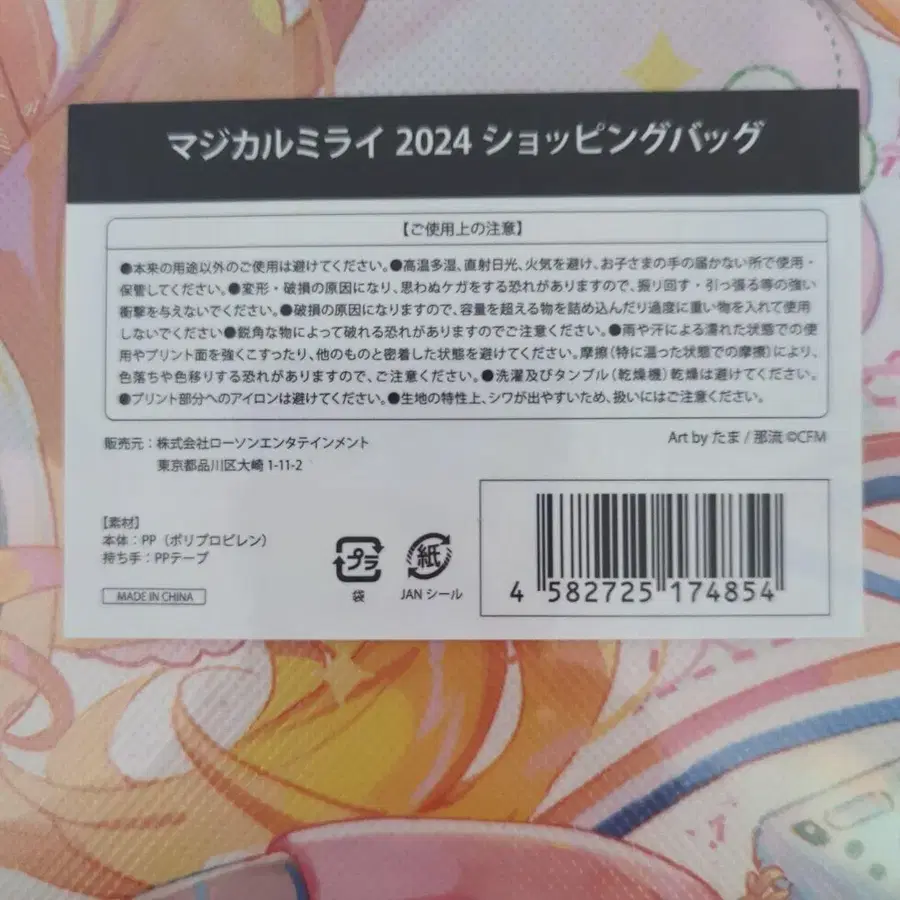 マジカルミライ 2024 ショッピングバッグ
【ご使用上の注意】
●本来の用途以外のご使用は避けてください。●高温多湿、直射日光、火気を避け、お子さまの手の届かない所で使用・
保管してください。●変形・破損の原因になり、思わぬケガをする恐れがありますので、振り回す・引っ張る等の強い
衝撃を与えないでください。●破損の原因になりますので、容量を超える物を詰め込んだり過度に重い物を入れて使用
しないでください●鋭角な物によって破れる恐れがありますのでご注意ください。●雨や汗による濡れた状態での使
用やプリント面を強くこすったり、他のものと密着した状態を避けてください。摩擦（特に湿った状態での摩擦）により、
色落ちや色移りする恐れがありますので、ご注意ください。●洗濯及びタンブル（乾燥機）乾燥は避けてください。
●プリント部分へのアイロンは避けてください。●生地の特性上、シワが出やすいため、扱いにはご注意ください。
販売元：株式会社ローソンエンタテインメント
東京都品川区大崎 1-11-2
Art by たま / 那流 ©CFM
【素材】
本体：PP（ポリプロピレン）
持ち手：PPテープ
MADE IN CHINA
プラ
袋
紙
JAN シール
4 582725 174854